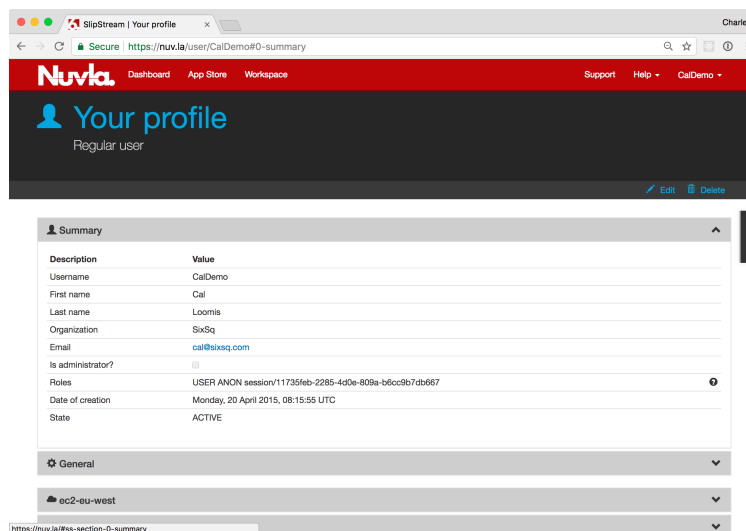 SlipStream | Your profile
Charle
Secure https://nuv.la/user/CalDemo#0-summary
Nuvla. Dashboard App Store Workspace Support Help CalDemo
Your profile
Regular user
Edit Delete
Summary
Description Value
Username CalDemo
First name Cal
Last name Loomis
Organization SixSq
Email cal@sixsq.com
Is administrator?
Roles USER ANON session/11735feb-2285-4d0e-809a-b6cc9b7db667
Date of creation Monday, 20 April 2015, 08:15:55 UTC
State ACTIVE
General
ec2-eu-west
https://nuv.la/#ss-section-0-summary